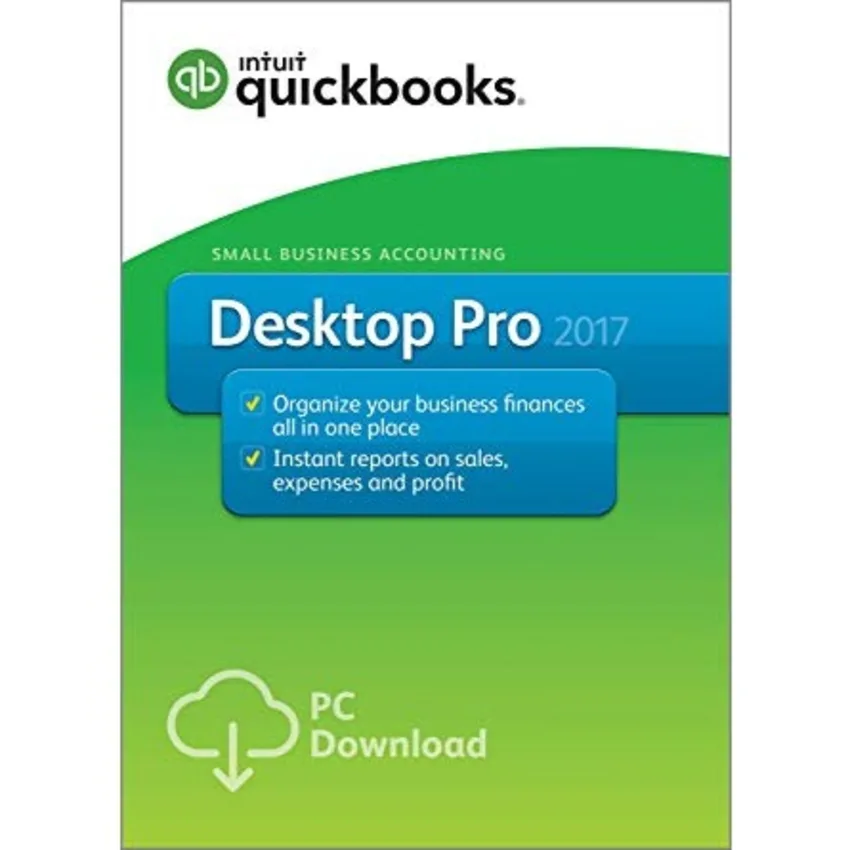 qb intuit
quickbooks.
SMALL BUSINESS ACCOUNTING
Desktop Pro 2017
Organize your business finances
all in one place
Instant reports on sales,
expenses and profit
PC
Download